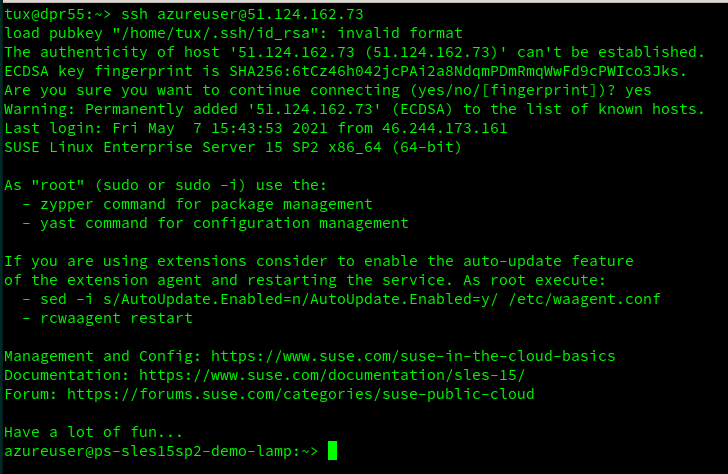 tux@dpr55:~> ssh azureuser@51.124.162.73
load pubkey "/home/tux/.ssh/id_rsa": invalid format
The authenticity of host '51.124.162.73 (51.124.162.73)' can't be established.
ECDSA key fingerprint is SHA256:6tCz46h042jcPAi2a8NdqmPDmRmqWwFd9cPWIco3Jks.
Are you sure you want to continue connecting (yes/no/[fingerprint])? yes
Warning: Permanently added '51.124.162.73' (ECDSA) to the list of known hosts.
Last login: Fri May  7 15:43:53 2021 from 46.244.173.161
SUSE Linux Enterprise Server 15 SP2 x86_64 (64-bit)
As "root" (sudo or sudo -i) use the:
  - zypper command for package management
  - yast command for configuration management
If you are using extensions consider to enable the auto-update feature
of the extension agent and restarting the service. As root execute:
  - sed -i s/AutoUpdate.Enabled=n/AutoUpdate.Enabled=y/ /etc/waagent.conf
  - rcwaagent restart
Management and Config: https://www.suse.com/suse-in-the-cloud-basics
Documentation: https://www.suse.com/documentation/sles-15/
Forum: https://forums.suse.com/categories/suse-public-cloud
Have a lot of fun...
azureuser@ps-sles15sp2-demo-lamp:~>